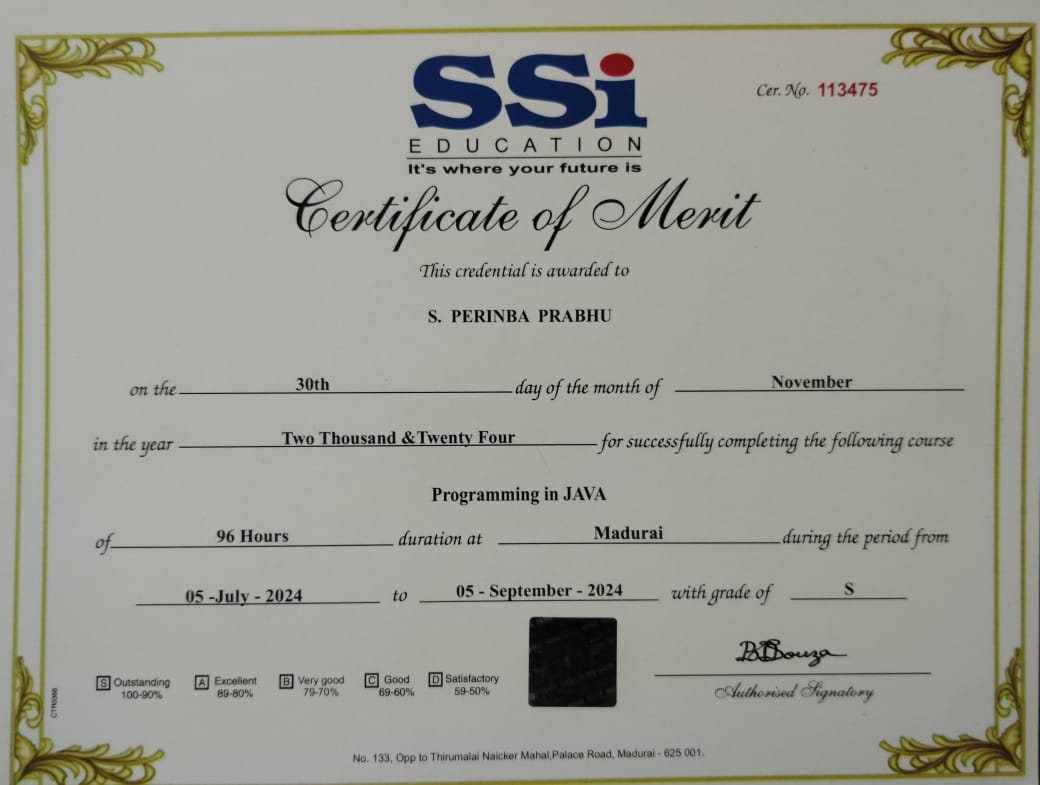 SSi
EDUCATION
It's where your future is
Cer. No. 113475
Certificate of Merit
This credential is awarded to
S. PERINBA PRABHU
on the 30th day of the month of November
in the year Two Thousand &Twenty Four for successfully completing the following course
Programming in JAVA
of 96 Hours duration at Madurai during the period from
05 -July - 2024 to 05 - September - 2024 with grade of S
S Outstanding 100-90%
A Excellent 89-80%
B Very good 79-70%
C Good 69-60%
D Satisfactory 59-50%
Authorised Signatory
CTR0366
No. 133, Opp to Thirumalai Naicker Mahal,Palace Road, Madurai - 625 001.